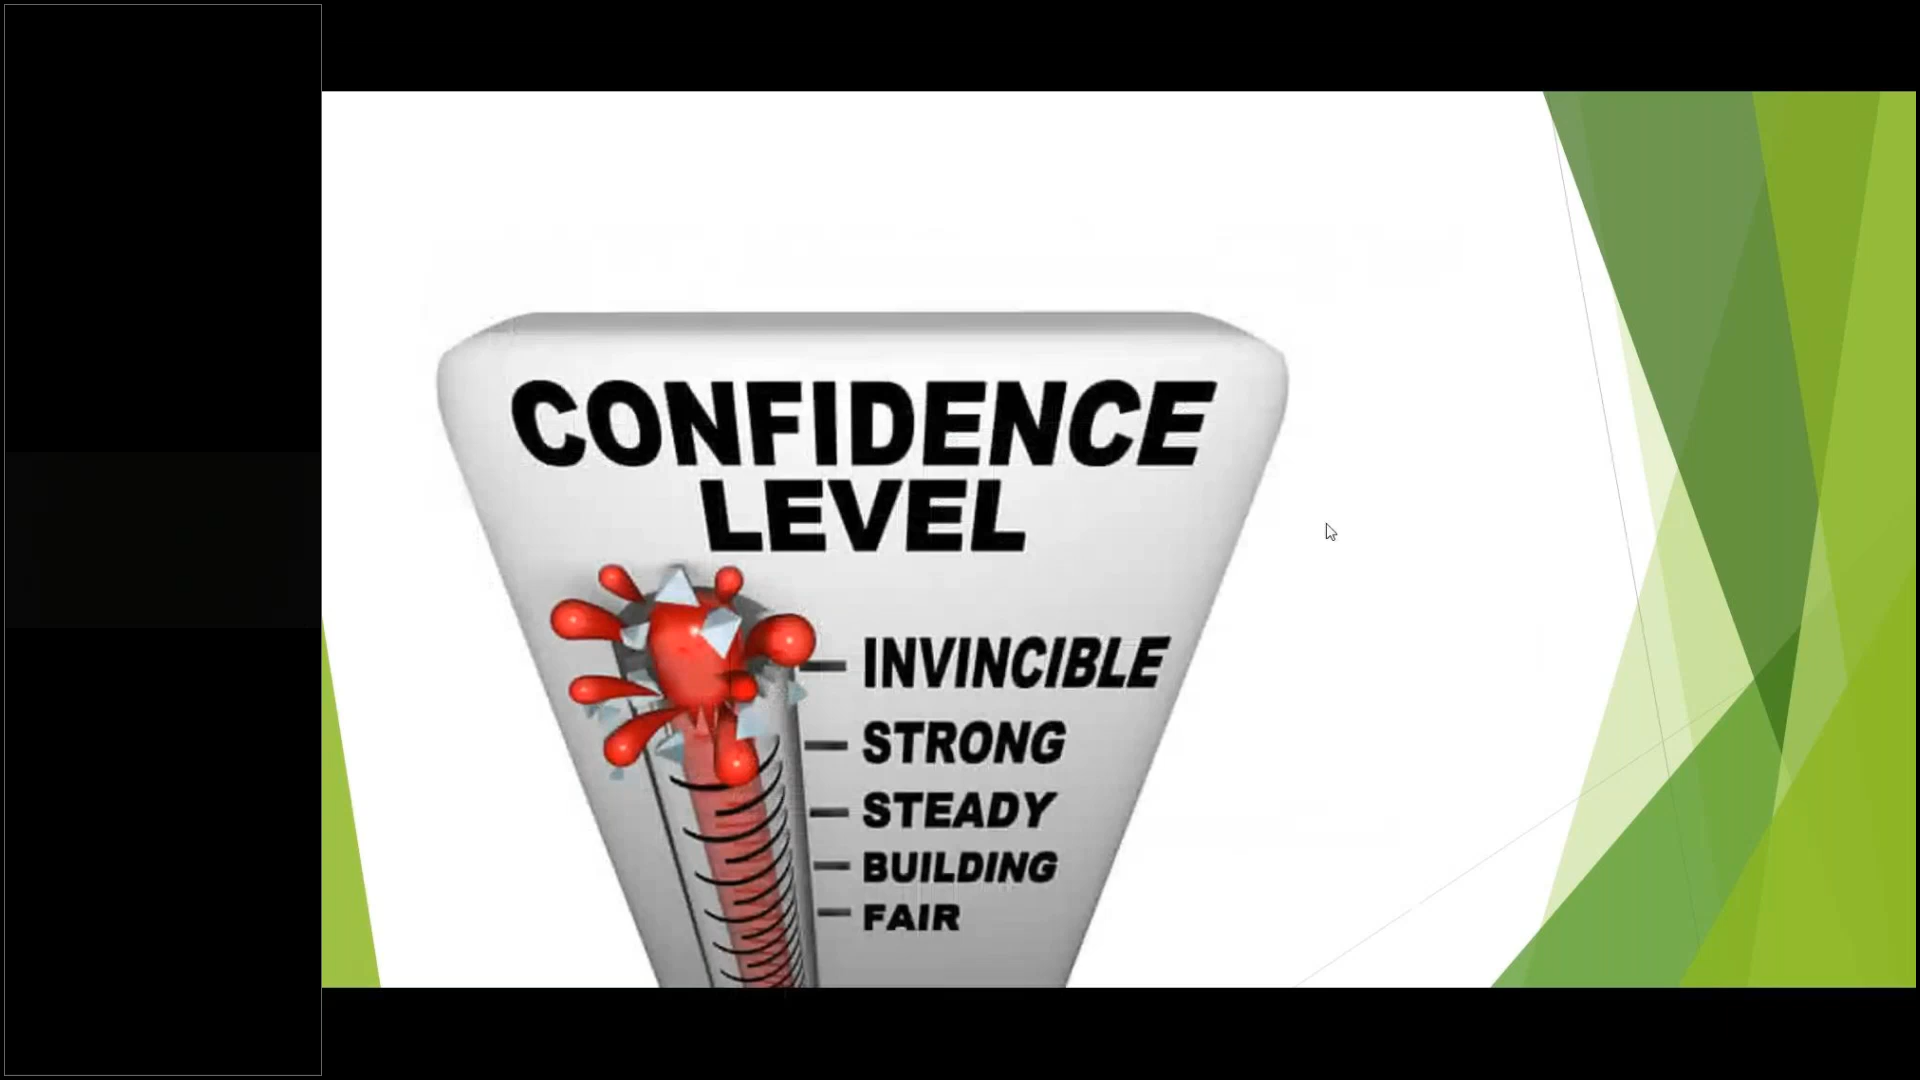 CONFIDENCE
LEVEL
INVINCIBLE
STRONG
STEADY
BUILDING
FAIR